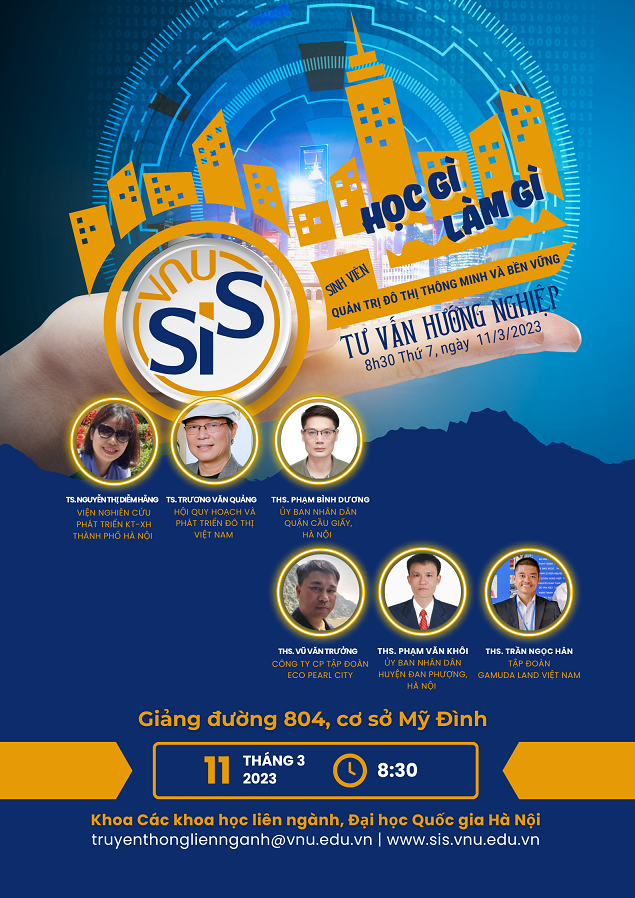 HỌC GÌ
LÀM GÌ
SINH VIÊN
QUẢN TRỊ ĐÔ THỊ THÔNG MINH VÀ BỀN VỮNG
TƯ VẤN HƯỚNG NGHIỆP
8h30 Thứ 7, ngày 11/3/2023
VNU
SiS
TS. NGUYỄN THỊ DIỄM HẰNG
VIỆN NGHIÊN CỨU
PHÁT TRIỂN KT-XH
THÀNH PHỐ HÀ NỘI
TS. TRƯƠNG VĂN QUẢNG
HỘI QUY HOẠCH VÀ
PHÁT TRIỂN ĐÔ THỊ
VIỆT NAM
THS. PHẠM BÌNH DƯƠNG
ỦY BAN NHÂN DÂN
QUẬN CẦU GIẤY,
HÀ NỘI
THS. VŨ VĂN TRƯỞNG
CÔNG TY CP TẬP ĐOÀN
ECO PEARL CITY
THS. PHẠM VĂN KHÔI
ỦY BAN NHÂN DÂN
HUYỆN ĐAN PHƯỢNG,
HÀ NỘI
THS. TRẦN NGỌC HÂN
TẬP ĐOÀN
GAMUDA LAND VIỆT NAM
Giảng đường 804, cơ sở Mỹ Đình
11 THÁNG 3
2023
8:30
Khoa Các khoa học liên ngành, Đại học Quốc gia Hà Nội
truyenthongliennganh@vnu.edu.vn | www.sis.vnu.edu.vn